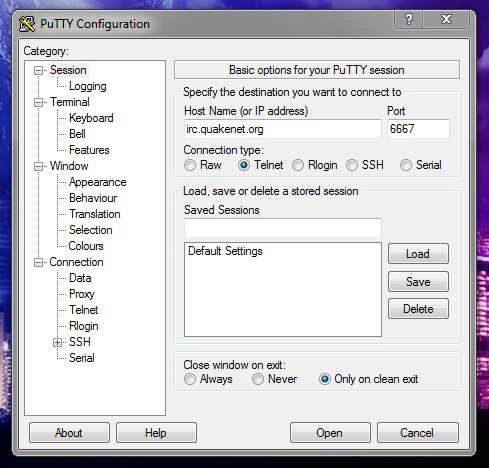 PuTTY Configuration
Category:
Session
Logging
Terminal
Keyboard
Bell
Features
Window
Appearance
Behaviour
Translation
Selection
Colours
Connection
Data
Proxy
Telnet
Rlogin
SSH
Serial
Basic options for your PuTTY session
Specify the destination you want to connect to
Host Name (or IP address) Port
irc.quakenet.org 6667
Connection type:
Raw Telnet Rlogin SSH Serial
Load, save or delete a stored session
Saved Sessions
Default Settings
Load
Save
Delete
Close window on exit:
Always Never Only on clean exit
About Help Open Cancel